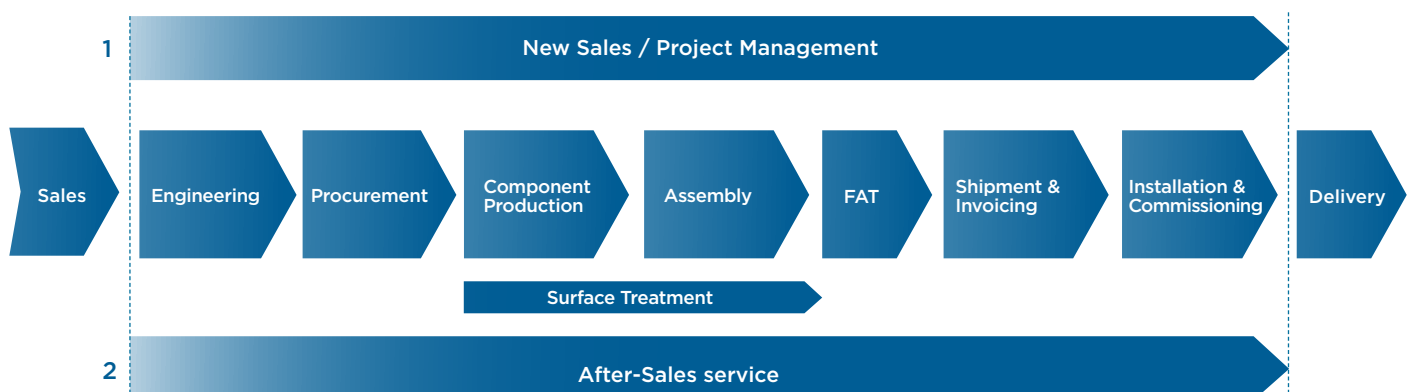 1
New Sales / Project Management
Sales
Engineering
Procurement
Component
Production
Assembly
FAT
Shipment &
Invoicing
Installation &
Commissioning
Delivery
Surface Treatment
2
After-Sales service